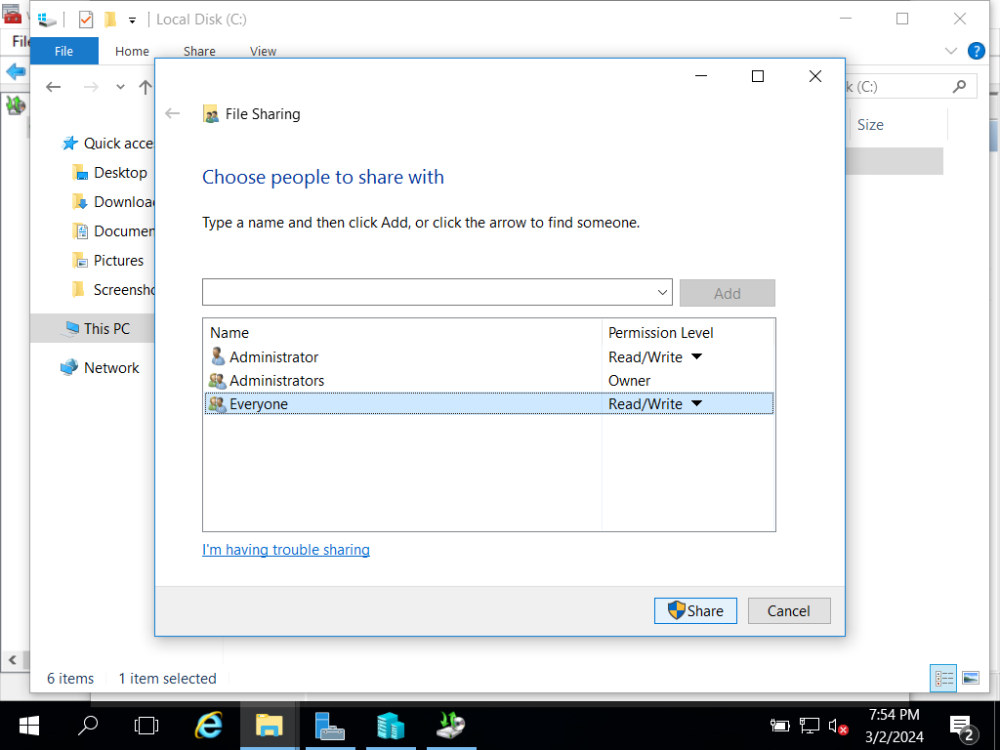 Local Disk (C:)
File
File
Home
Share
View
k (C:)
File Sharing
Size
Quick acce
Desktop
Downloa
Documen
Pictures
Screensho
This PC
Network
Choose people to share with
Type a name and then click Add, or click the arrow to find someone.
Add
Name
Permission Level
Administrator
Read/Write
Administrators
Owner
Everyone
Read/Write
I'm having trouble sharing
Share
Cancel
6 items
1 item selected
7:54 PM
3/2/2024
2